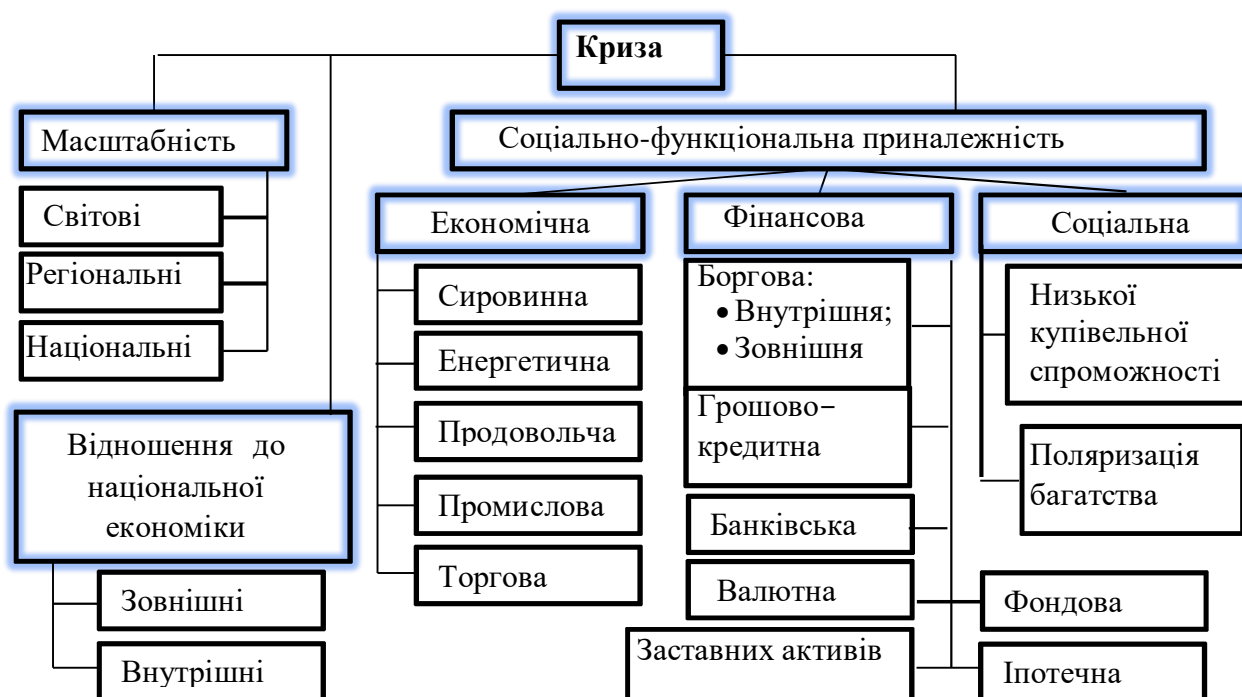 Криза
Масштабність
Світові
Регіональні
Національні
Відношення до
національної
економіки
Зовнішні
Внутрішні
Соціально-функціональна приналежність
Економічна
Сировинна
Енергетична
Продовольча
Промислова
Торгова
Фінансова
Боргова:
• Внутрішня;
• Зовнішня
Грошово–
кредитна
Банківська
Валютна
Заставних активів
Фондова
Іпотечна
Соціальна
Низької
купівельної
спроможності
Поляризація
багатства